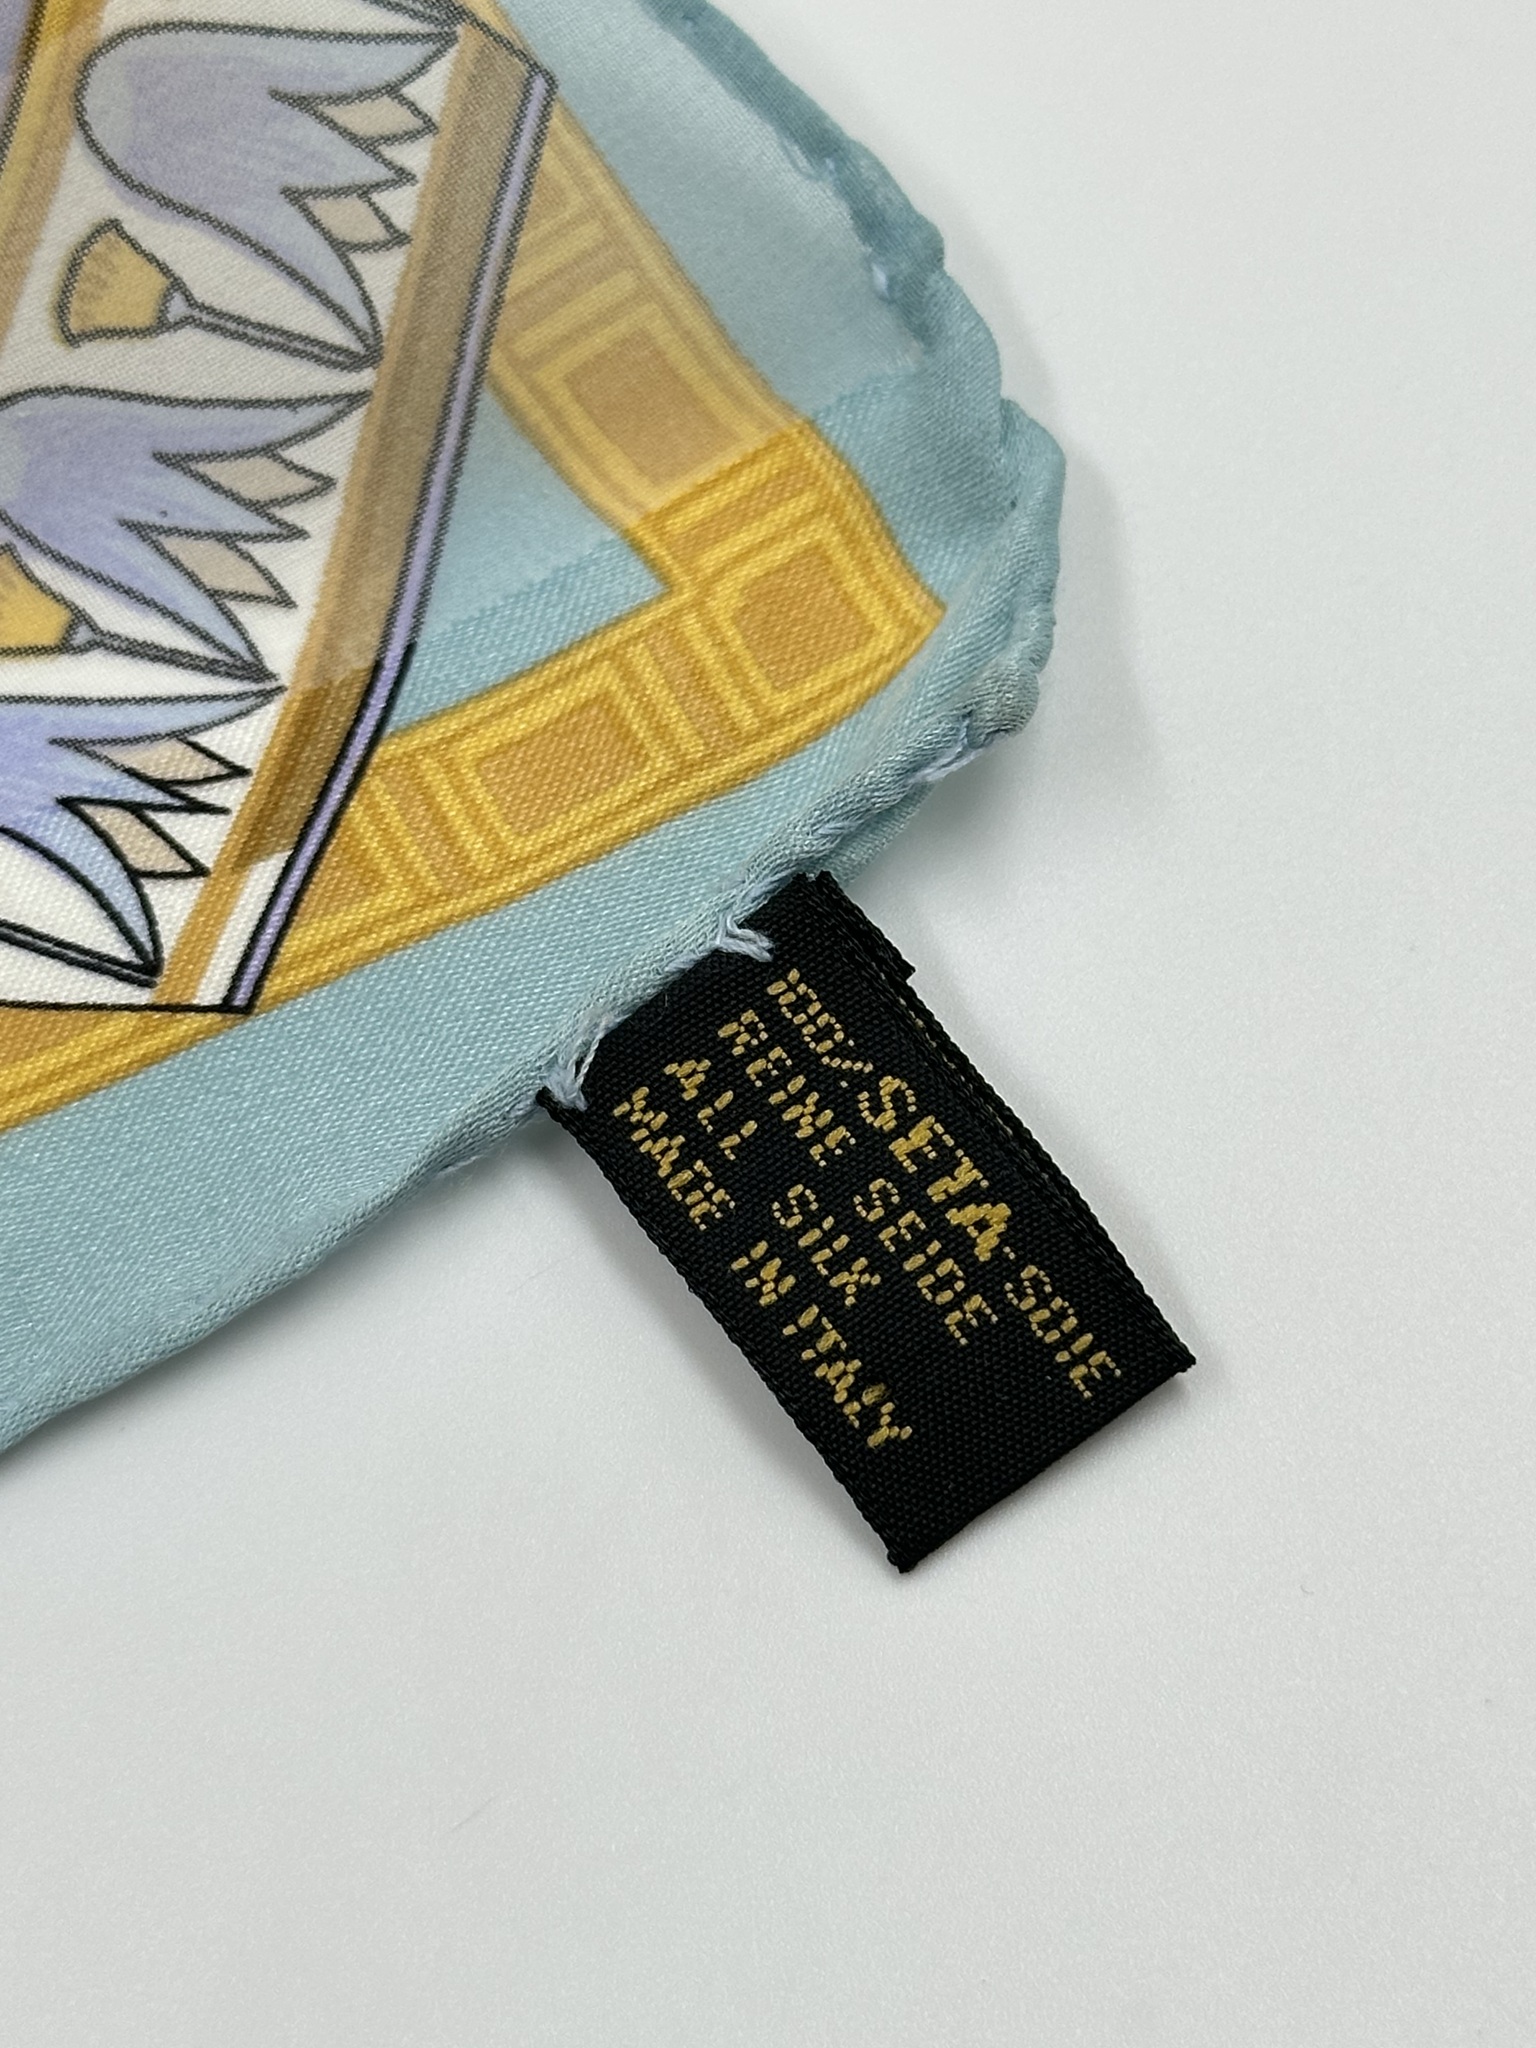 100/.SETA.SOIE
REINE SEIDE
ALL SILK
MADE IN ITALY